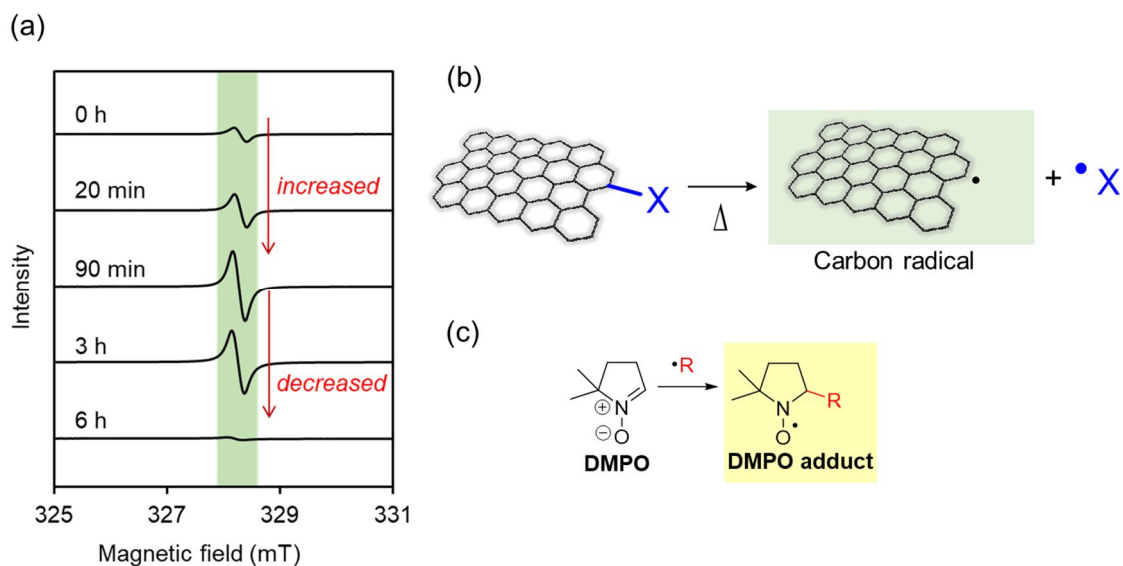 (a)
0 h
20 min
increased
90 min
3 h
decreased
6 h
Intensity
325 327 329 331
Magnetic field (mT)
(b)
X
Δ
+ • X
Carbon radical
(c)
•R
N
+
−
O
DMPO
R
N
O•
DMPO adduct